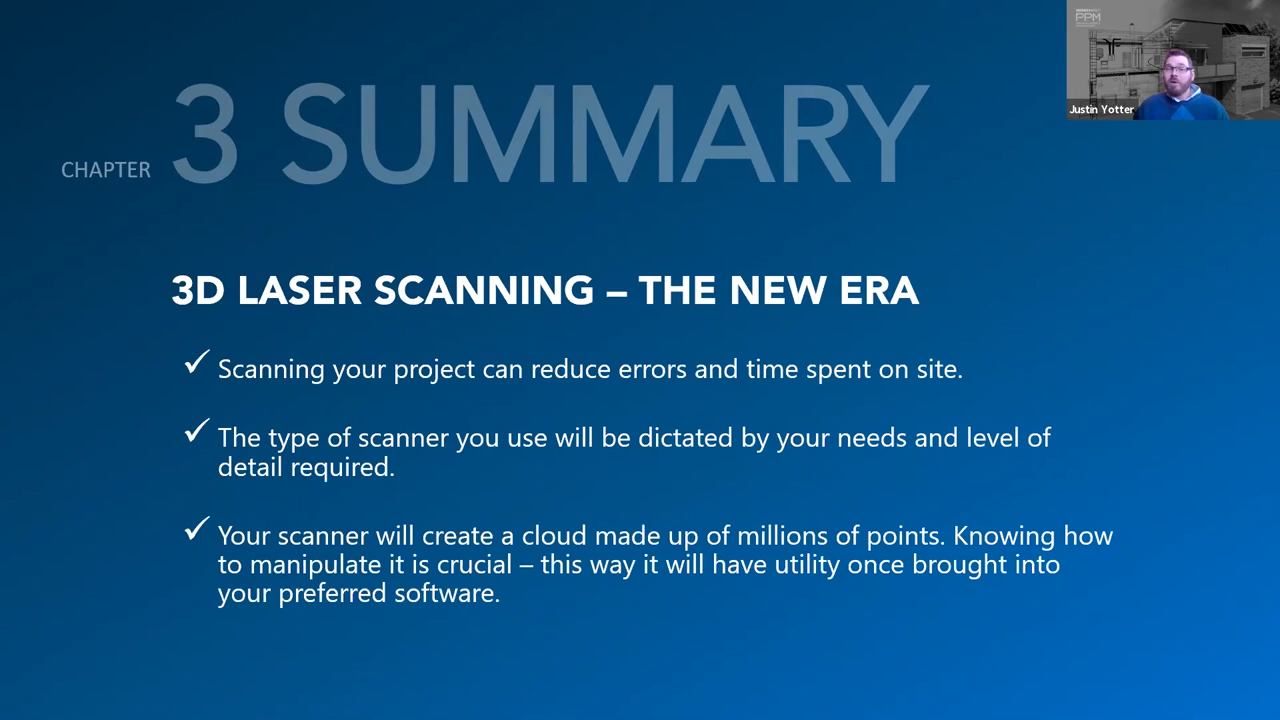 PPM
Justin Yotter
CHAPTER 3 SUMMARY
3D LASER SCANNING – THE NEW ERA
✓ Scanning your project can reduce errors and time spent on site.
✓ The type of scanner you use will be dictated by your needs and level of
detail required.
✓ Your scanner will create a cloud made up of millions of points. Knowing how
to manipulate it is crucial – this way it will have utility once brought into
your preferred software.